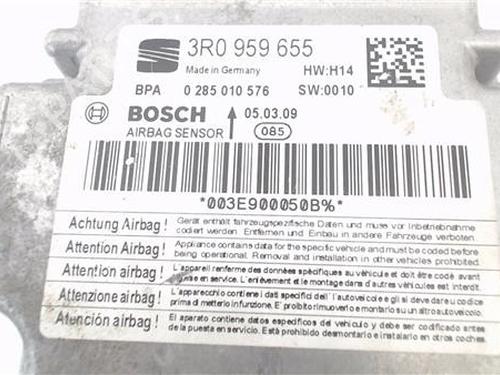 3R0 959 655
Made in Germany
HW:H14
BPA 0 285 010 576 SW:0010
BOSCH 05.03.09
AIRBAG SENSOR 085
*003E900050B%*
Achtung Airbag! Gerät enthält fahrzeugspezifische Daten und muss vor Inbetriebnahme
codiert werden Entfernen und Einbau in andere Fahrzeuge verboten.
Attention Airbag! Appliance contains data for the specific vehicle and must be coded before
being operational. Removal and installation in other vehicles prohibited.
Attention airbag! L'appareil renferme des données spécifiques au véhicule et doit être codé avant
mise en service. L'enlèvement et le montage dans d'autres véhicules est interdit.
Attenzione airbag! L'apparecchio contiene i dati specifici dell'autoveicolo e gli si deve dare u codice
prima di metterlo in funzione. E'proibito rimuoverlo e montarlo su un altro autoveicolo.
Atención airbag! El aparato contiene datos específicos del vehículo y debe ser codificado antes
de la puesta en servicio. Está prohibido desmontarlo e instalarlo en otros coches.